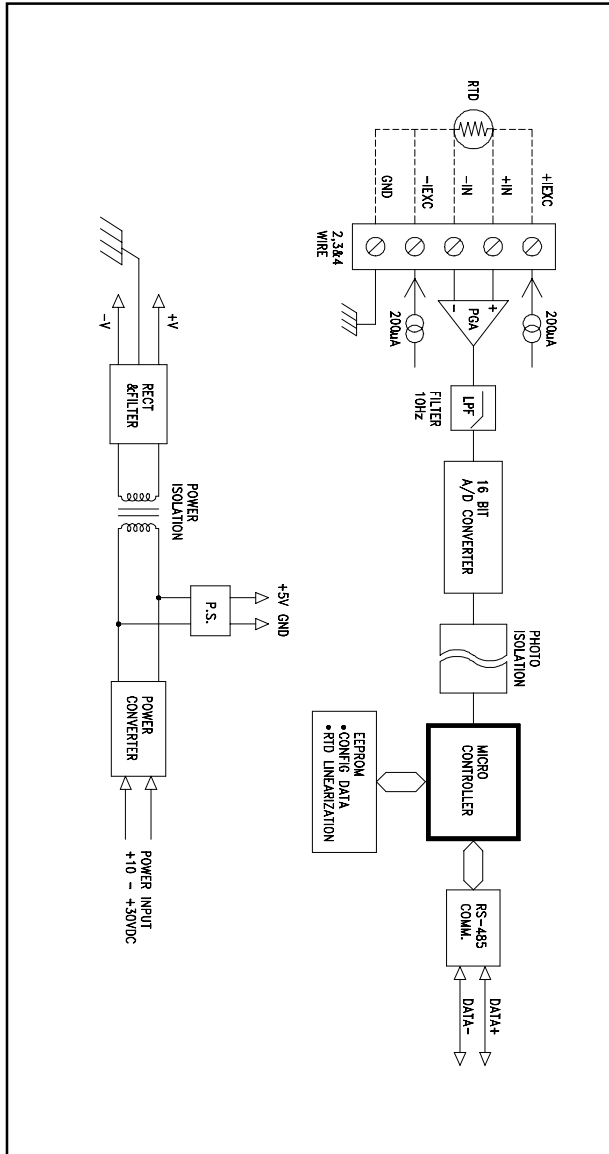 RTD
+IEXC
+IN
-IN
-IEXC
GND
2,3&4
WIRE
200µA
200µA
+
-
PGA
LPF
FILTER
10Hz
16 BIT
A/D CONVERTER
PHOTO
ISOLATION
MICRO
CONTROLLER
EEPROM
• CONFIG DATA
• RTD LINEARIZATION
RS-485
COMM.
DATA+
DATA-
+V
-V
RECT
&FILTER
POWER
ISOLATION
+5V GND
P.S.
POWER
CONVERTER
POWER INPUT
+10 - +30VDC